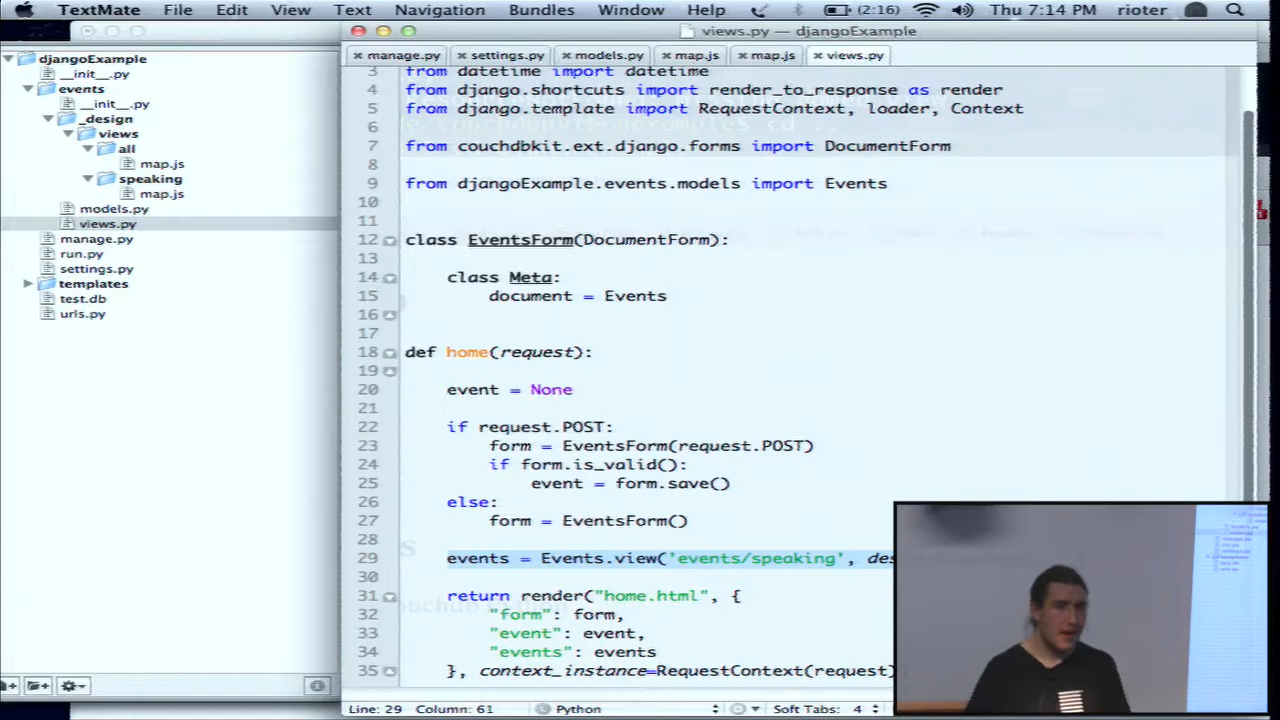 TextMate File Edit View Text Navigation Bundles Window Help (2:16) Thu 7:14 PM rioter
views.py — djangoExample
manage.py settings.py models.py map.js map.js views.py
djangoExample
__init__.py
events
__init__.py
_design
views
all
map.js
speaking
map.js
models.py
views.py
manage.py
run.py
settings.py
templates
test.db
urls.py
3 from datetime import datetime
4 from django.shortcuts import render_to_response as render
5 from django.template import RequestContext, loader, Context
6
7 from couchdbkit.ext.django.forms import DocumentForm
8
9 from djangoExample.events.models import Events
10
11
12 class EventsForm(DocumentForm):
13
14 class Meta:
15 document = Events
16
17
18 def home(request):
19
20 event = None
21
22 if request.POST:
23 form = EventsForm(request.POST)
24 if form.is_valid():
25 event = form.save()
26 else:
27 form = EventsForm()
28
29 events = Events.view('events/speaking', des
30
31 return render("home.html", {
32 "form": form,
33 "event": event,
34 "events": events
35 }, context_instance=RequestContext(request)
Line: 29 Column: 61 Python Soft Tabs: 4